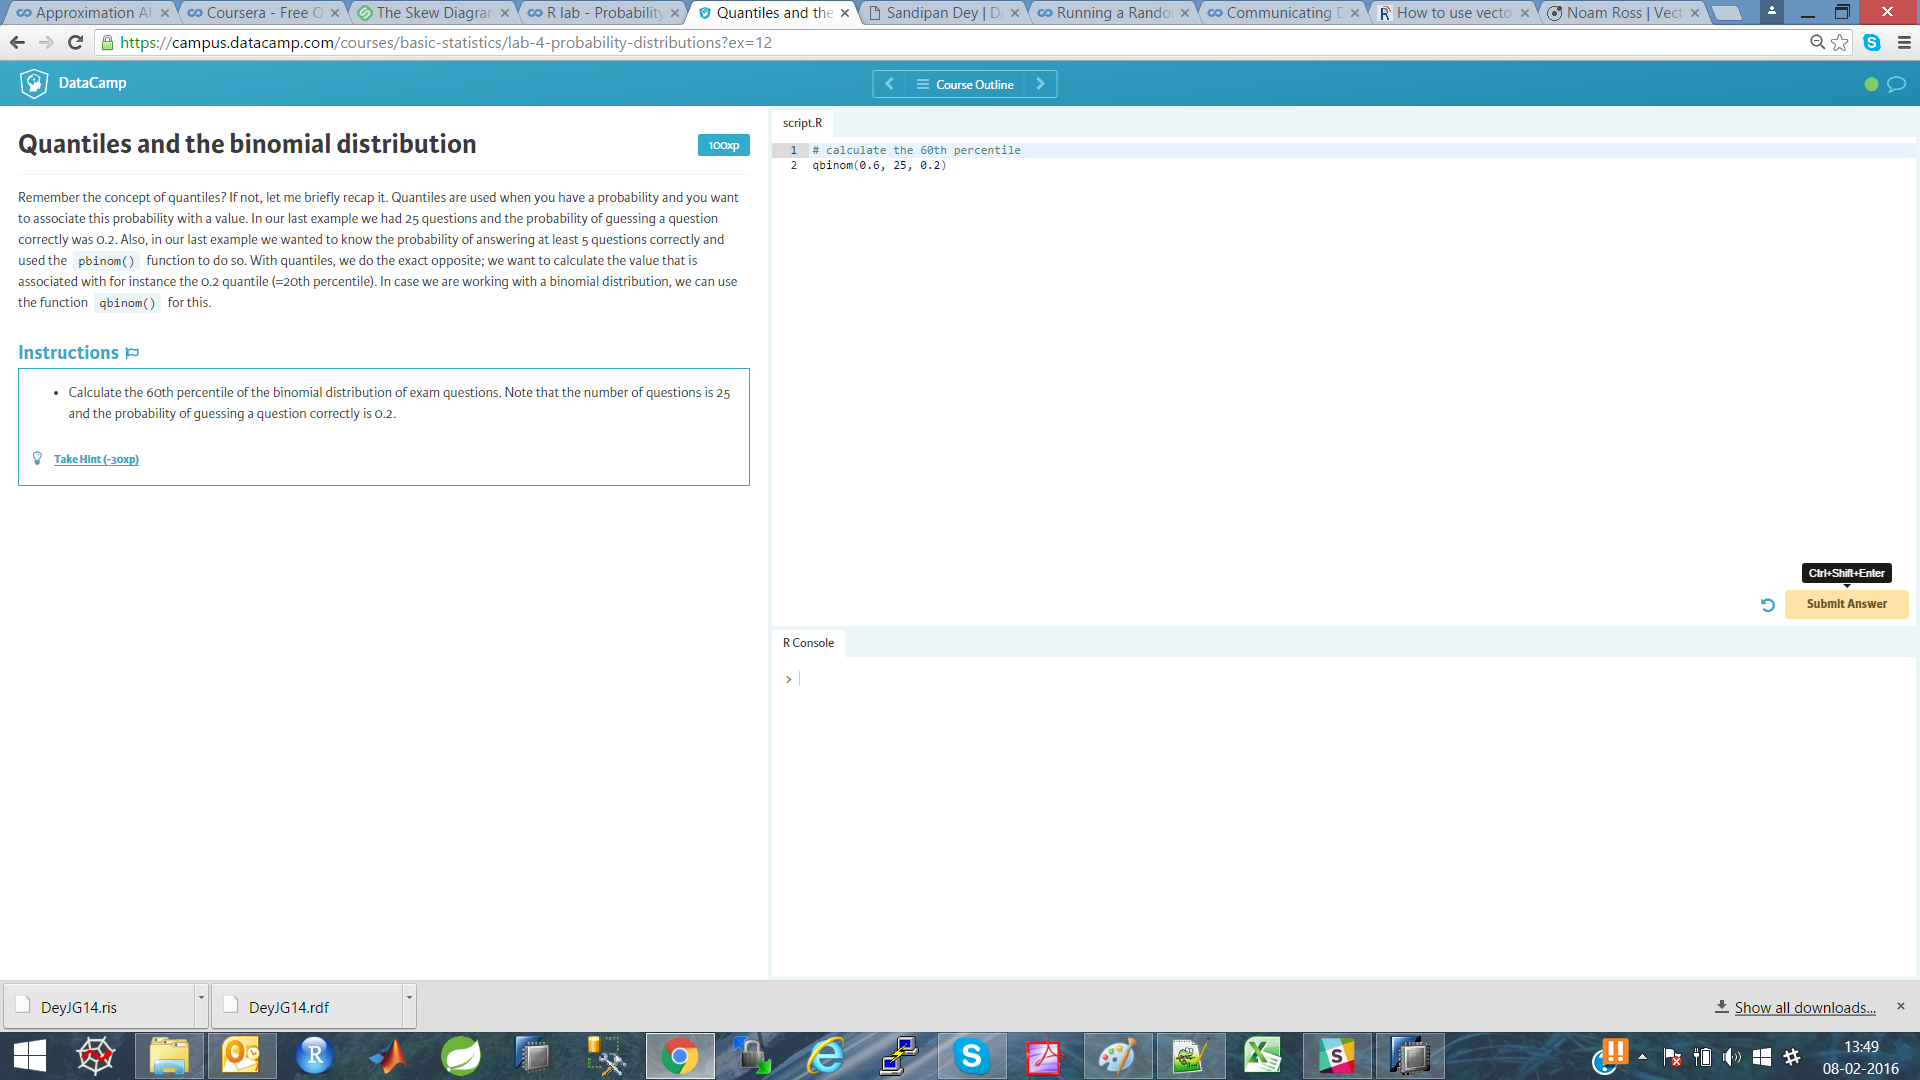 Approximation Al
Coursera - Free O
The Skew Diagrar
R lab - Probability
Quantiles and the
Sandipan Dey | D
Running a Rando
Communicating D
How to use vecto
Noam Ross | Vect
https://campus.datacamp.com/courses/basic-statistics/lab-4-probability-distributions?ex=12
DataCamp
Course Outline
Quantiles and the binomial distribution
100xp
Remember the concept of quantiles? If not, let me briefly recap it. Quantiles are used when you have a probability and you want
to associate this probability with a value. In our last example we had 25 questions and the probability of guessing a question
correctly was 0.2. Also, in our last example we wanted to know the probability of answering at least 5 questions correctly and
used the pbinom() function to do so. With quantiles, we do the exact opposite; we want to calculate the value that is
associated with for instance the 0.2 quantile (=20th percentile). In case we are working with a binomial distribution, we can use
the function qbinom() for this.
Instructions
• Calculate the 60th percentile of the binomial distribution of exam questions. Note that the number of questions is 25
and the probability of guessing a question correctly is 0.2.
Take Hint (-30xp)
script.R
1 # calculate the 60th percentile
2 qbinom(0.6, 25, 0.2)
Ctrl+Shift+Enter
Submit Answer
R Console
>
DeyJG14.ris
DeyJG14.rdf
Show all downloads...
13:49
08-02-2016